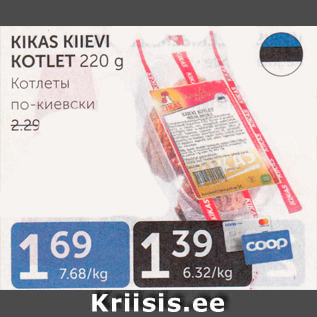 KIKAS KIIEVI
KOTLET 220 g
Котлеты
по-киевски
2.29
KIKAS
1 69
7.68/kg
1 39
6.32/kg
coop
Kriisis.ee